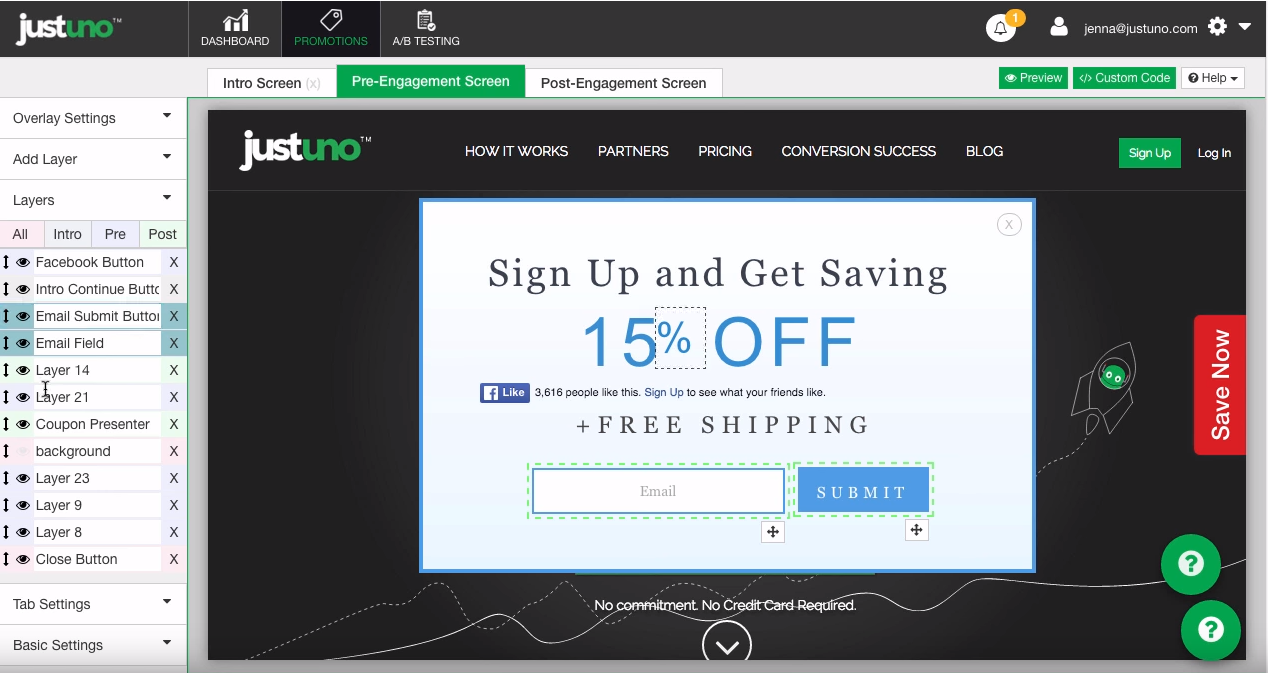 justuno™
DASHBOARD
PROMOTIONS
A/B TESTING
1
jenna@justuno.com
Intro Screen (x)
Pre-Engagement Screen
Post-Engagement Screen
Preview
</> Custom Code
Help
Overlay Settings
Add Layer
Layers
All Intro Pre Post
Facebook Button X
Intro Continue Butto X
Email Submit Button X
Email Field X
Layer 14 X
Layer 21 X
Coupon Presenter X
background X
Layer 23 X
Layer 9 X
Layer 8 X
Close Button X
Tab Settings
Basic Settings
justuno™
HOW IT WORKS PARTNERS PRICING CONVERSION SUCCESS BLOG
Sign Up Log In
X
Sign Up and Get Saving
15% OFF
f Like 3,616 people like this. Sign Up to see what your friends like.
+FREE SHIPPING
Email SUBMIT
No commitment. No Credit Card Required.
Save Now
?
?